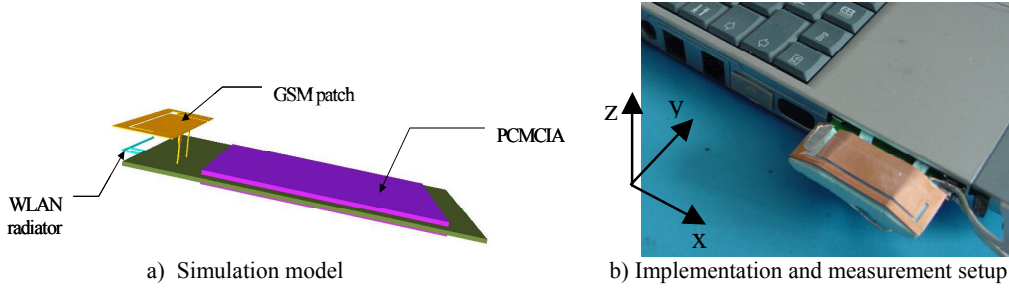 GSM patch
PCMCIA
WLAN
radiator
z
y
x
a) Simulation model
b) Implementation and measurement setup